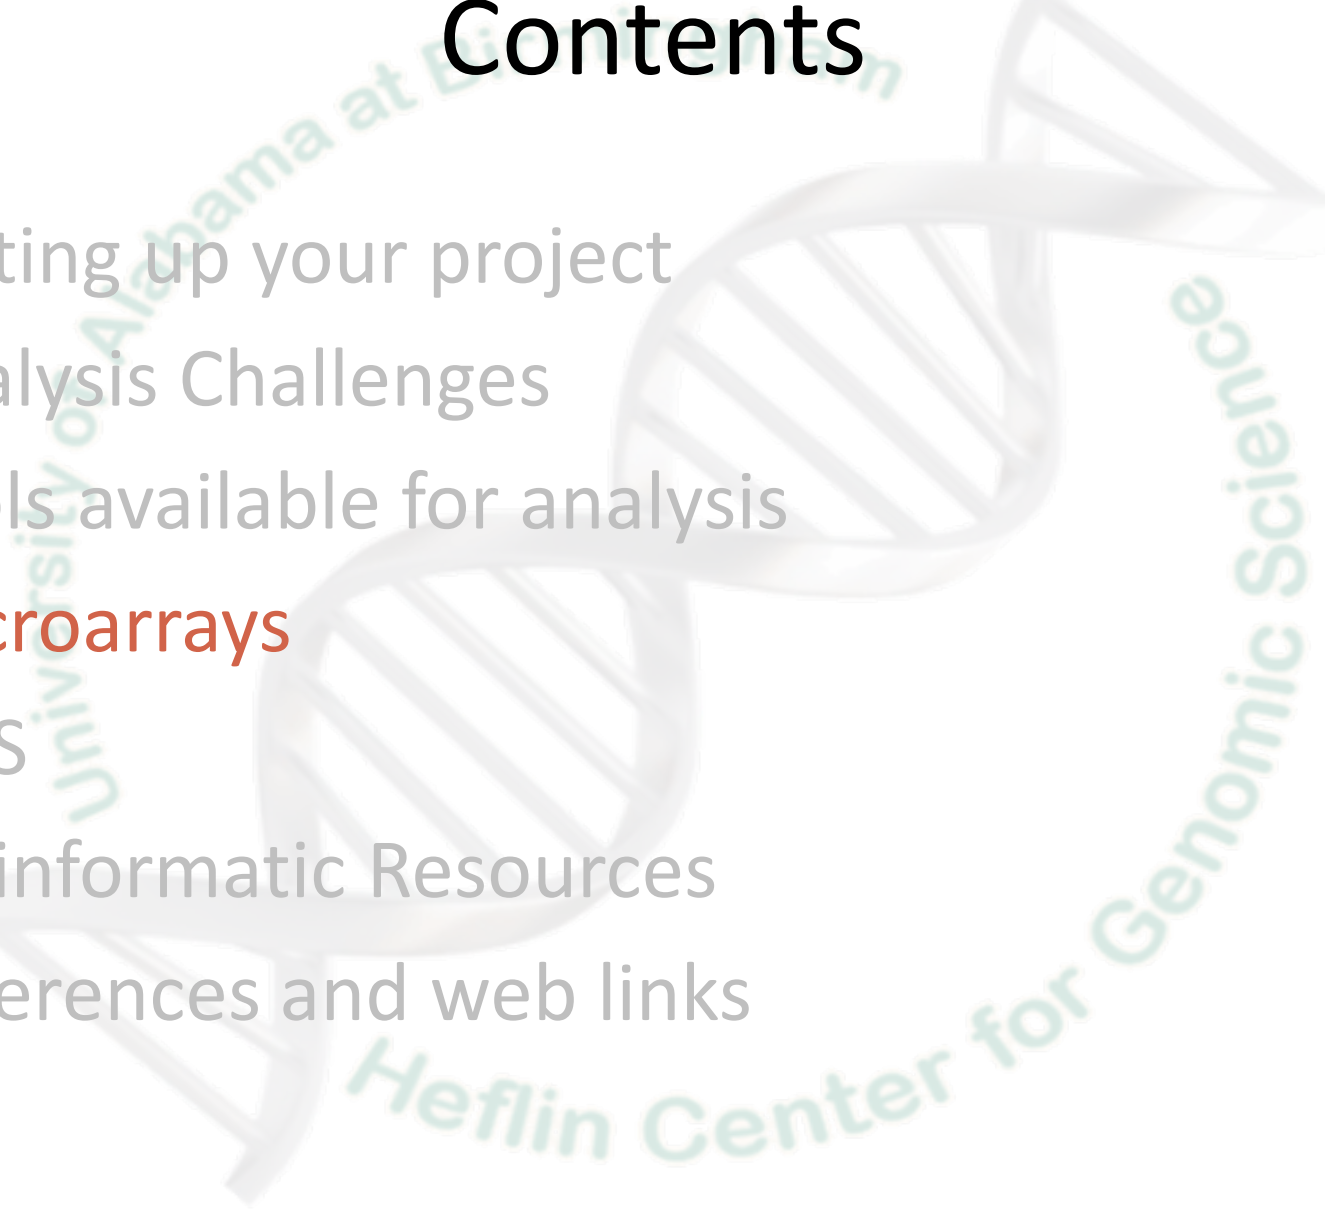 Contents
ting up your project
alysis Challenges
ls available for analysis
croarrays
S
informatic Resources
erences and web links
University of Alabama at Birmingham
Heflin Center for Genomic Science